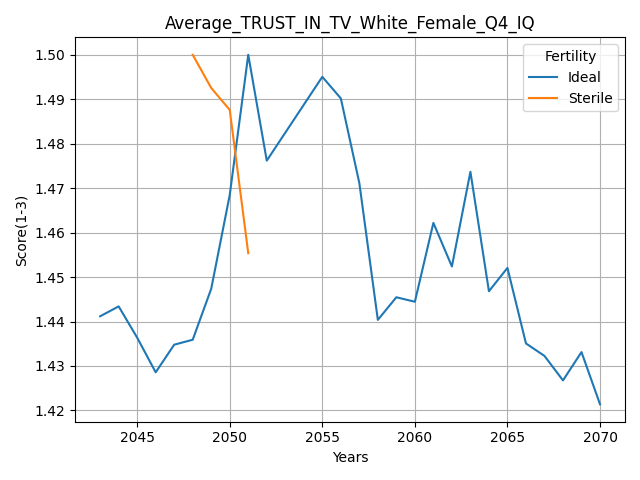 Average_TRUST_IN_TV_White_Female_Q4_IQ
Fertility
Ideal
Sterile
Score(1-3)
1.50
1.49
1.48
1.47
1.46
1.45
1.44
1.43
1.42
2045
2050
2055
2060
2065
2070
Years